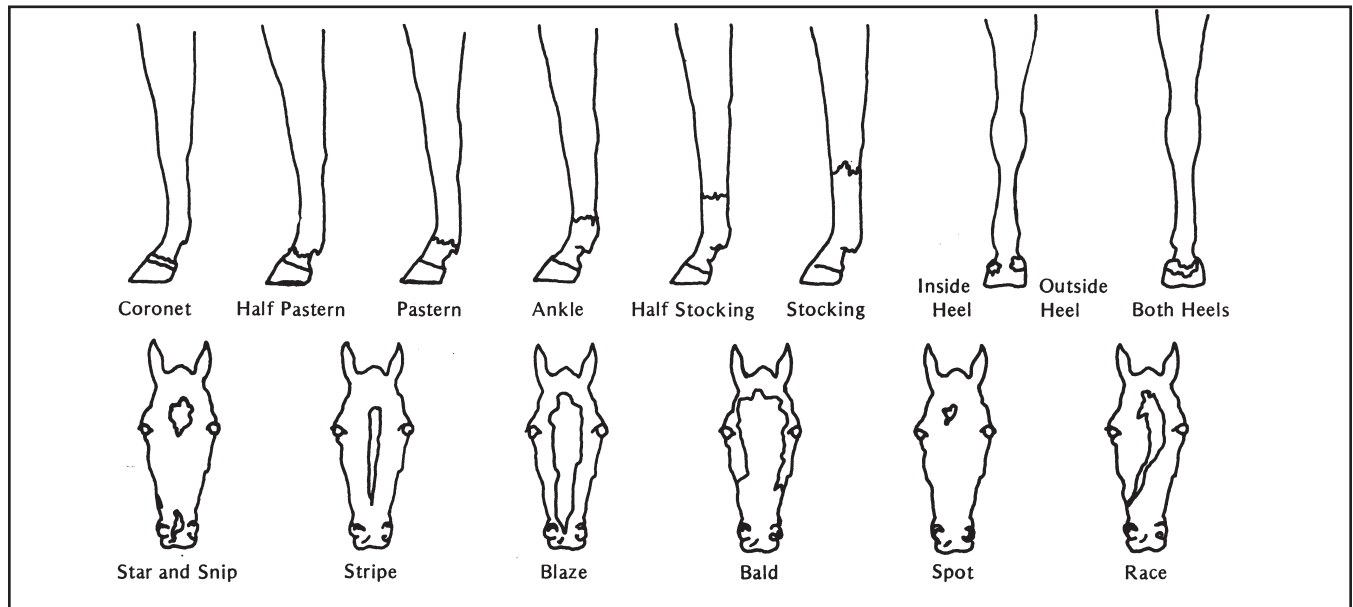 Coronet
Half Pastern
Pastern
Ankle
Half Stocking
Stocking
Inside
Heel
Outside
Heel
Both Heels
Star and Snip
Stripe
Blaze
Bald
Spot
Race